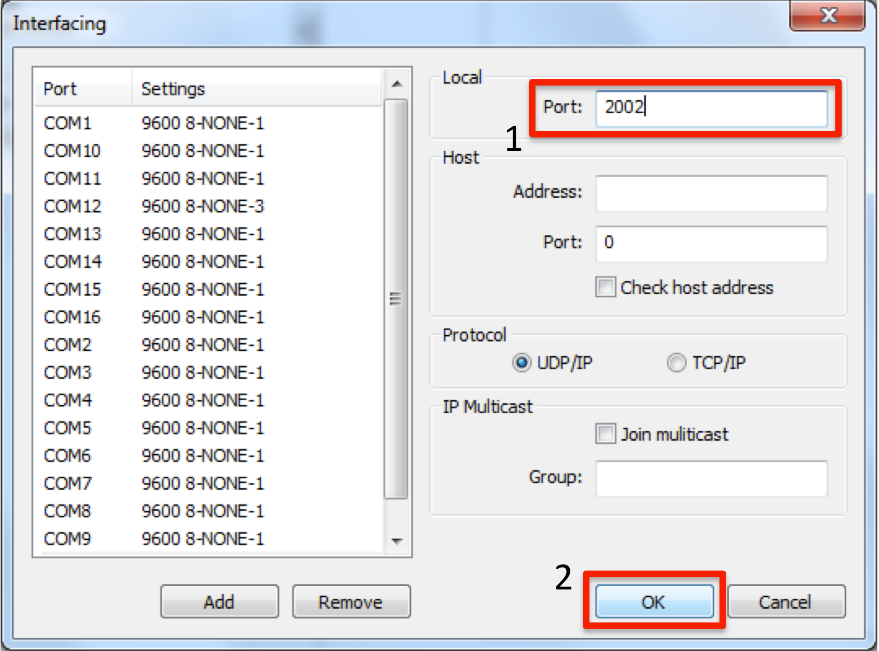 Interfacing
Port Settings
COM1 9600 8-NONE-1
COM10 9600 8-NONE-1
COM11 9600 8-NONE-1
COM12 9600 8-NONE-3
COM13 9600 8-NONE-1
COM14 9600 8-NONE-1
COM15 9600 8-NONE-1
COM16 9600 8-NONE-1
COM2 9600 8-NONE-1
COM3 9600 8-NONE-1
COM4 9600 8-NONE-1
COM5 9600 8-NONE-1
COM6 9600 8-NONE-1
COM7 9600 8-NONE-1
COM8 9600 8-NONE-1
COM9 9600 8-NONE-1
Add Remove
Local
Port: 2002
1
Host
Address:
Port: 0
Check host address
Protocol
UDP/IP TCP/IP
IP Multicast
Join muliticast
Group:
2
OK Cancel